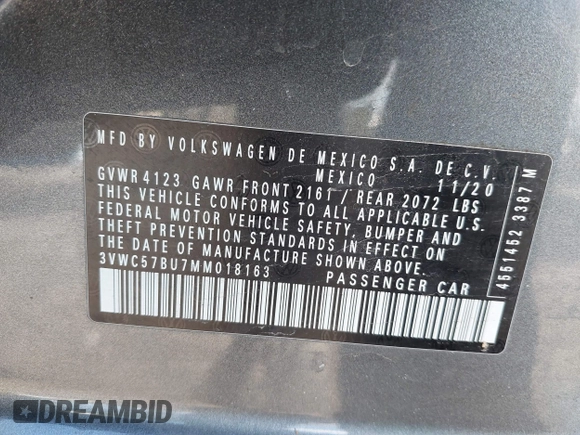 MFD BY VOLKSWAGEN DE MEXICO S.A. DE C.V.
MEXICO 11/20
GVWR 4123 GAWR FRONT 2161 / REAR 2072 LBS
THIS VEHICLE CONFORMS TO ALL APPLICABLE U.S.
FEDERAL MOTOR VEHICLE SAFETY, BUMPER AND
THEFT PREVENTION STANDARDS IN EFFECT ON
THE DATE OF MANUFACTURE SHOWN ABOVE.
3VWC57BU7MM018163 PASSENGER CAR
4551452 3387 M
DREAMBID